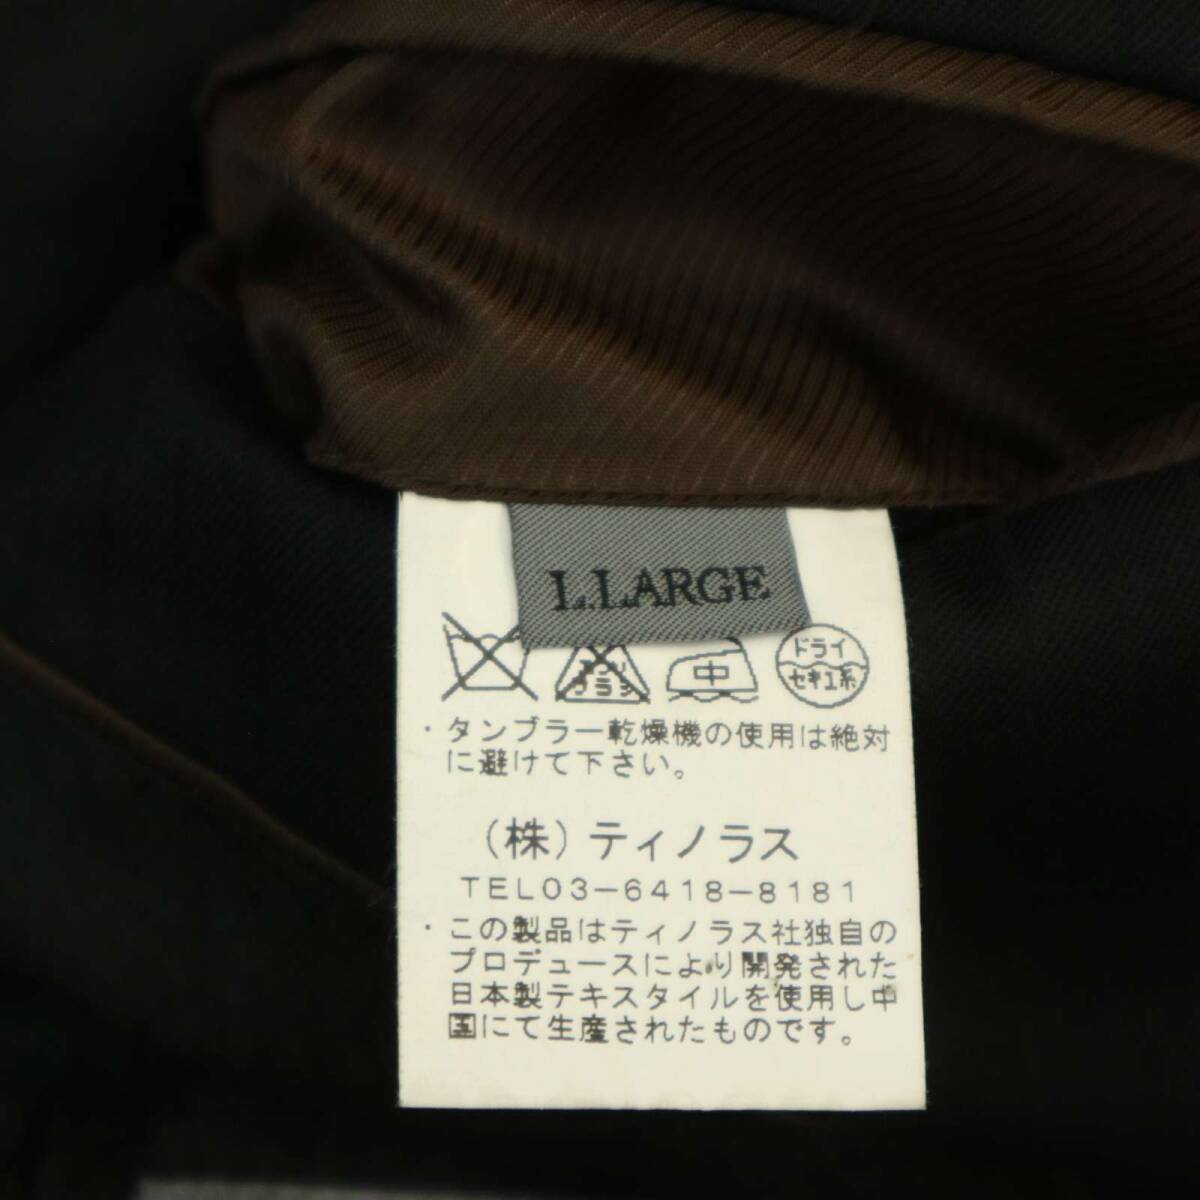 L.LARGE
中
ドライ
セキユ系
・タンブラー乾燥機の使用は絶対
に避けて下さい。
(株)ティノラス
TEL03-6418-8181
・この製品はティノラス社独自の
プロデュースにより開発された
日本製テキスタイルを使用し中
国にて生産されたものです。